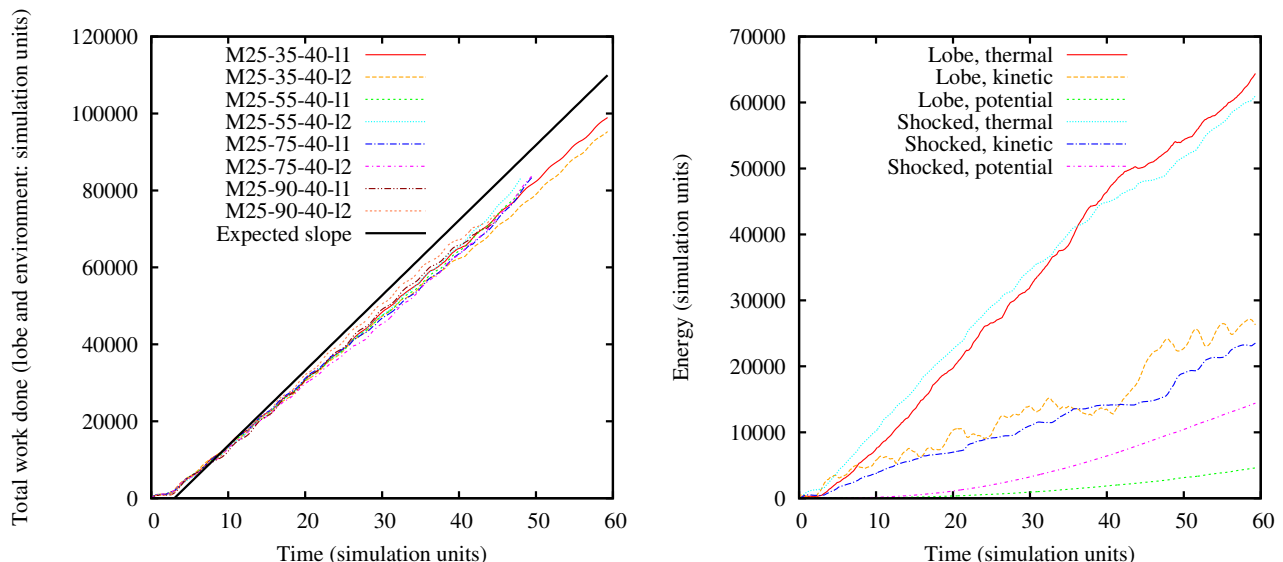 Total work done (lobe and environment: simulation units)
120000
100000
80000
60000
40000
20000
0
0 10 20 30 40 50 60
Time (simulation units)
M25-35-40-l1
M25-35-40-l2
M25-55-40-l1
M25-55-40-l2
M25-75-40-l1
M25-75-40-l2
M25-90-40-l1
M25-90-40-l2
Expected slope
Energy (simulation units)
70000
60000
50000
40000
30000
20000
10000
0
0 10 20 30 40 50 60
Time (simulation units)
Lobe, thermal
Lobe, kinetic
Lobe, potential
Shocked, thermal
Shocked, kinetic
Shocked, potential